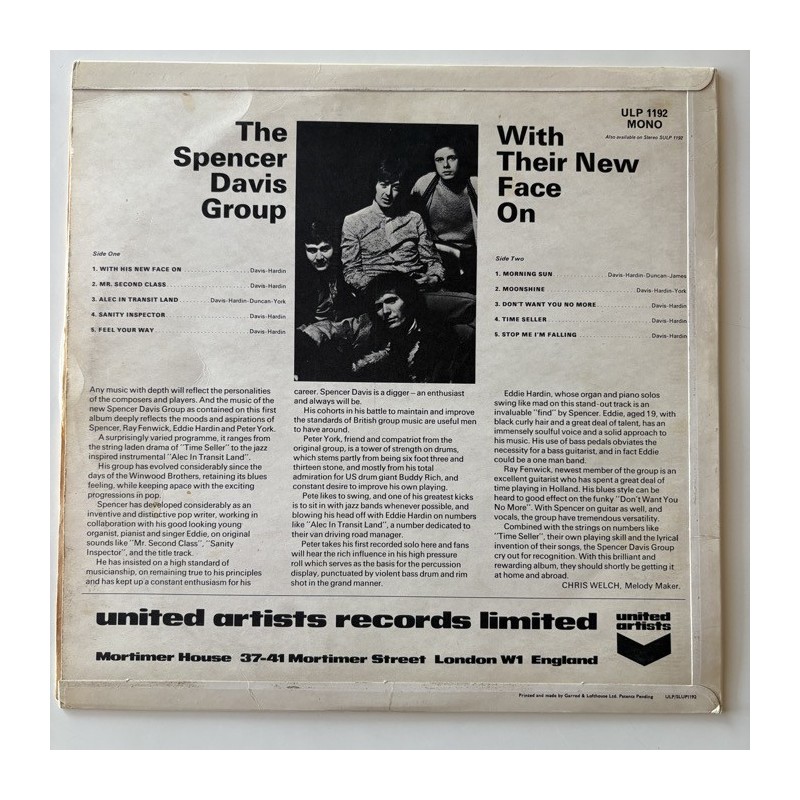 ULP 1192
MONO
Also available on Stereo SULP 1192
The
Spencer
Davis
Group
With
Their New
Face
On
Side One
1. WITH HIS NEW FACE ON Davis-Hardin
2. MR. SECOND CLASS Davis-Hardin
3. ALEC IN TRANSIT LAND Davis-Hardin-Duncan-York
4. SANITY INSPECTOR Davis-Hardin
5. FEEL YOUR WAY Davis-Hardin
Side Two
1. MORNING SUN Davis-Hardin-Duncan-James
2. MOONSHINE Davis-Hardin-York
3. DON'T WANT YOU NO MORE Davis-Hardin
4. TIME SELLER Davis-Hardin
5. STOP ME I'M FALLING Davis-Hardin
Any music with depth will reflect the personalities
of the composers and players. And the music of the
new Spencer Davis Group as contained on this first
album deeply reflects the moods and aspirations of
Spencer, Ray Fenwick, Eddie Hardin and Peter York.
A surprisingly varied programme, it ranges from
the string laden drama of "Time Seller" to the jazz
inspired instrumental "Alec In Transit Land".
His group has evolved considerably since the
days of the Winwood Brothers, retaining its blues
feeling, while keeping apace with the exciting
progressions in pop.
Spencer has developed considerably as an
inventive and distinctive pop writer, working in
collaboration with his good looking young
organist, pianist and singer Eddie, on original
sounds like "Mr. Second Class", "Sanity
Inspector", and the title track.
He has insisted on a high standard of
musicianship, on remaining true to his principles
and has kept up a constant enthusiasm for his
career. Spencer Davis is a digger – an enthusiast
and always will be.
His cohorts in his battle to maintain and improve
the standards of British group music are useful men
to have around.
Peter York, friend and compatriot from the
original group, is a tower of strength on drums,
which stems partly from being six foot three and
thirteen stone, and mostly from his total
admiration for US drum giant Buddy Rich, and
constant desire to improve his own playing.
Pete likes to swing, and one of his greatest kicks
is to sit in with jazz bands whenever possible, and
blowing his head off with Eddie Hardin on numbers
like "Alec In Transit Land", a number dedicated to
their van driving road manager.
Peter takes his first recorded solo here and fans
will hear the rich influence in his high pressure
roll which serves as the basis for the percussion
display, punctuated by violent bass drum and rim
shot in the grand manner.
Eddie Hardin, whose organ and piano solos
swing like mad on this stand-out track is an
invaluable "find" by Spencer. Eddie, aged 19, with
black curly hair and a great deal of talent, has an
immensely soulful voice and a solid approach to
his music. His use of bass pedals obviates the
necessity for a bass guitarist, and in fact Eddie
could be a one man band.
Ray Fenwick, newest member of the group is an
excellent guitarist who has spent a great deal of
time playing in Holland. His blues style can be
heard to good effect on the funky "Don't Want You
No More". With Spencer on guitar as well, and
vocals, the group have tremendous versatility.
Combined with the strings on numbers like
"Time Seller", their own playing skill and the lyrical
invention of their songs, the Spencer Davis Group
cry out for recognition. With this brilliant and
rewarding album, they should shortly be getting it
at home and abroad.
CHRIS WELCH, Melody Maker.
united artists records limited
Mortimer House 37-41 Mortimer Street London W1 England
united
artists
Printed and made by Garrod & Lofthouse Ltd. Patents Pending ULP/SULP1192